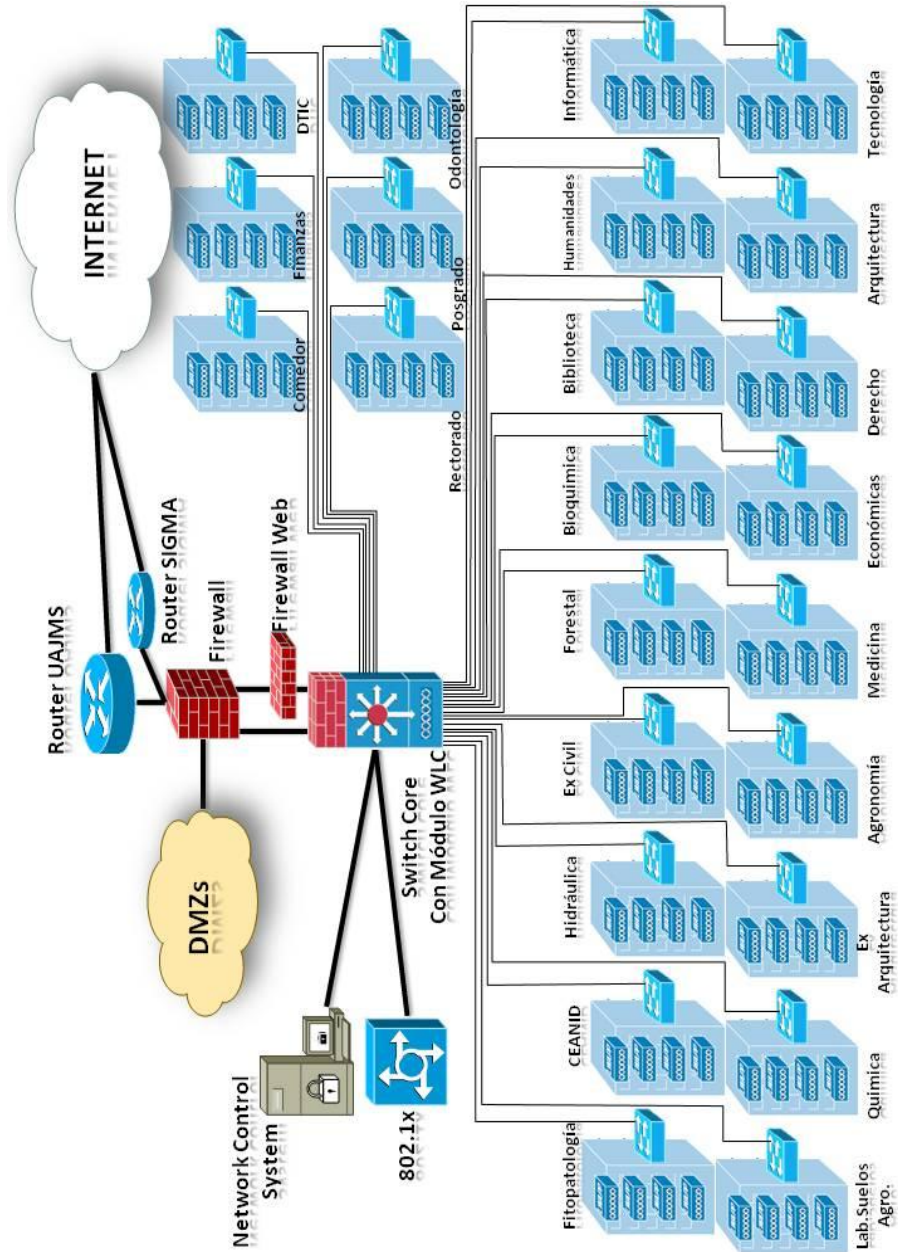 INTERNET
Router UAJMS
Router SIGMA
Firewall
Firewall Web
DMZs
Network Control
System
802.1x
Switch Core
Con Módulo WLC
Comedor
Finanzas
DTIC
Rectorado
Posgrado
Odontología
Fitopatología
CEANID
Hidráulica
Ex Civil
Forestal
Bioquímica
Biblioteca
Humanidades
Informática
Lab.Suelos
Agro.
Química
Ex
Arquitectura
Agronomía
Medicina
Económicas
Derecho
Arquitectura
Tecnología